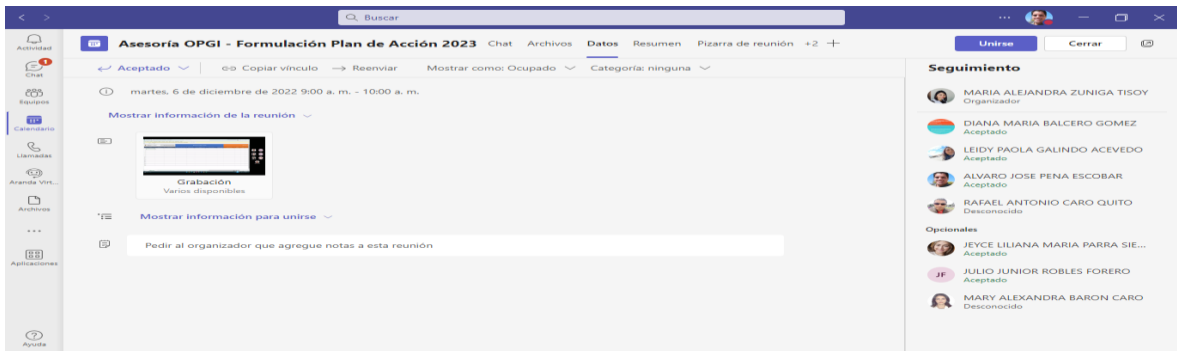 Buscar
Actividad
Chat
Equipos
Calendario
Llamadas
Aranda Virt...
Archivos
Aplicaciones
Ayuda
Asesoría OPGI - Formulación Plan de Acción 2023 Chat Archivos Datos Resumen Pizarra de reunión +2
Unirse Cerrar
Aceptado Copiar vínculo Reenviar Mostrar como: Ocupado Categoría: ninguna
martes, 6 de diciembre de 2022 9:00 a. m. - 10:00 a. m.
Mostrar información de la reunión
Grabación
Varios disponibles
Mostrar información para unirse
Pedir al organizador que agregue notas a esta reunión
Seguimiento
MARIA ALEJANDRA ZUNIGA TISOY
Organizador
DIANA MARIA BALCERO GOMEZ
Aceptado
LEIDY PAOLA GALINDO ACEVEDO
Aceptado
ALVARO JOSE PENA ESCOBAR
Aceptado
RAFAEL ANTONIO CARO QUITO
Desconocido
Opcionales
JEYCE LILIANA MARIA PARRA SIE...
Aceptado
JF JULIO JUNIOR ROBLES FORERO
Aceptado
MARY ALEXANDRA BARON CARO
Desconocido